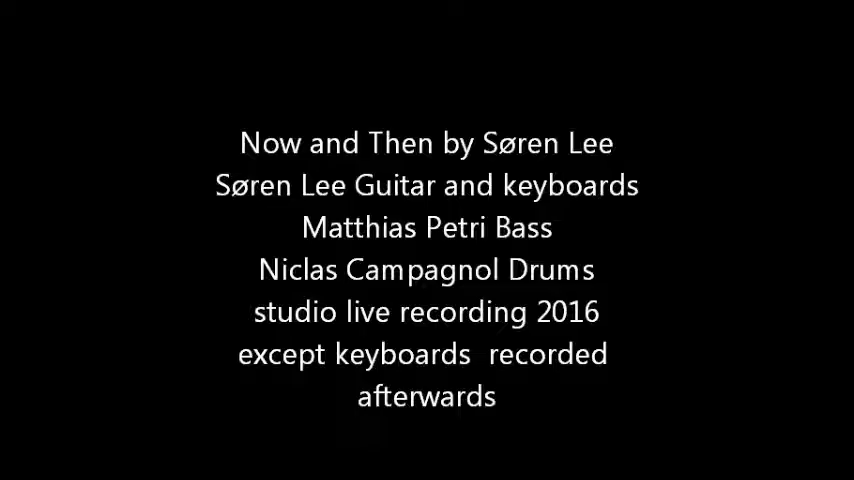 Now and Then by Søren Lee
Søren Lee Guitar and keyboards
Matthias Petri Bass
Niclas Campagnol Drums
studio live recording 2016
except keyboards  recorded
afterwards